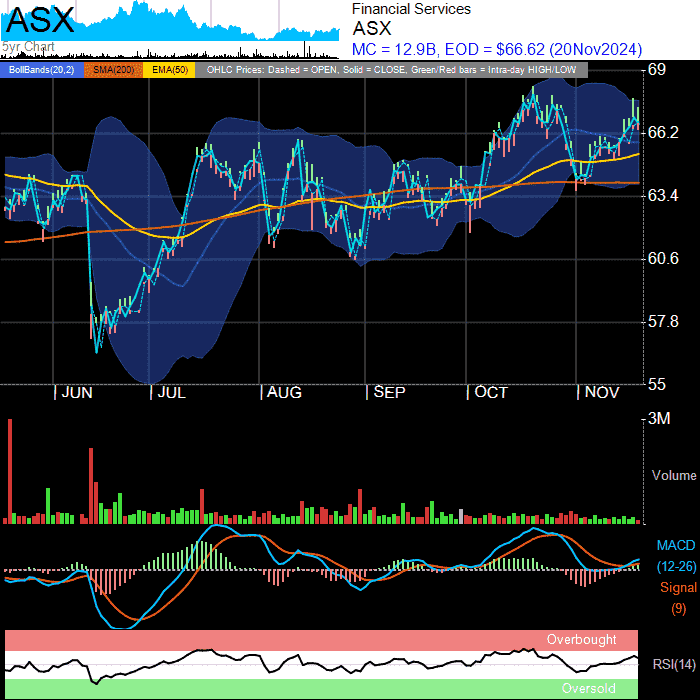 ASX
5yr Chart
Financial Services
ASX
MC = 12.9B, EOD = $66.62 (20Nov2024)
BollBands(20,2) SMA(200) EMA(50) OHLC Prices: Dashed = OPEN, Solid = CLOSE, Green/Red bars = Intra-day HIGH/LOW
69
66.2
63.4
60.6
57.8
55
JUN JUL AUG SEP OCT NOV
3M
Volume
MACD
(12-26)
Signal
(9)
Overbought
RSI(14)
Oversold